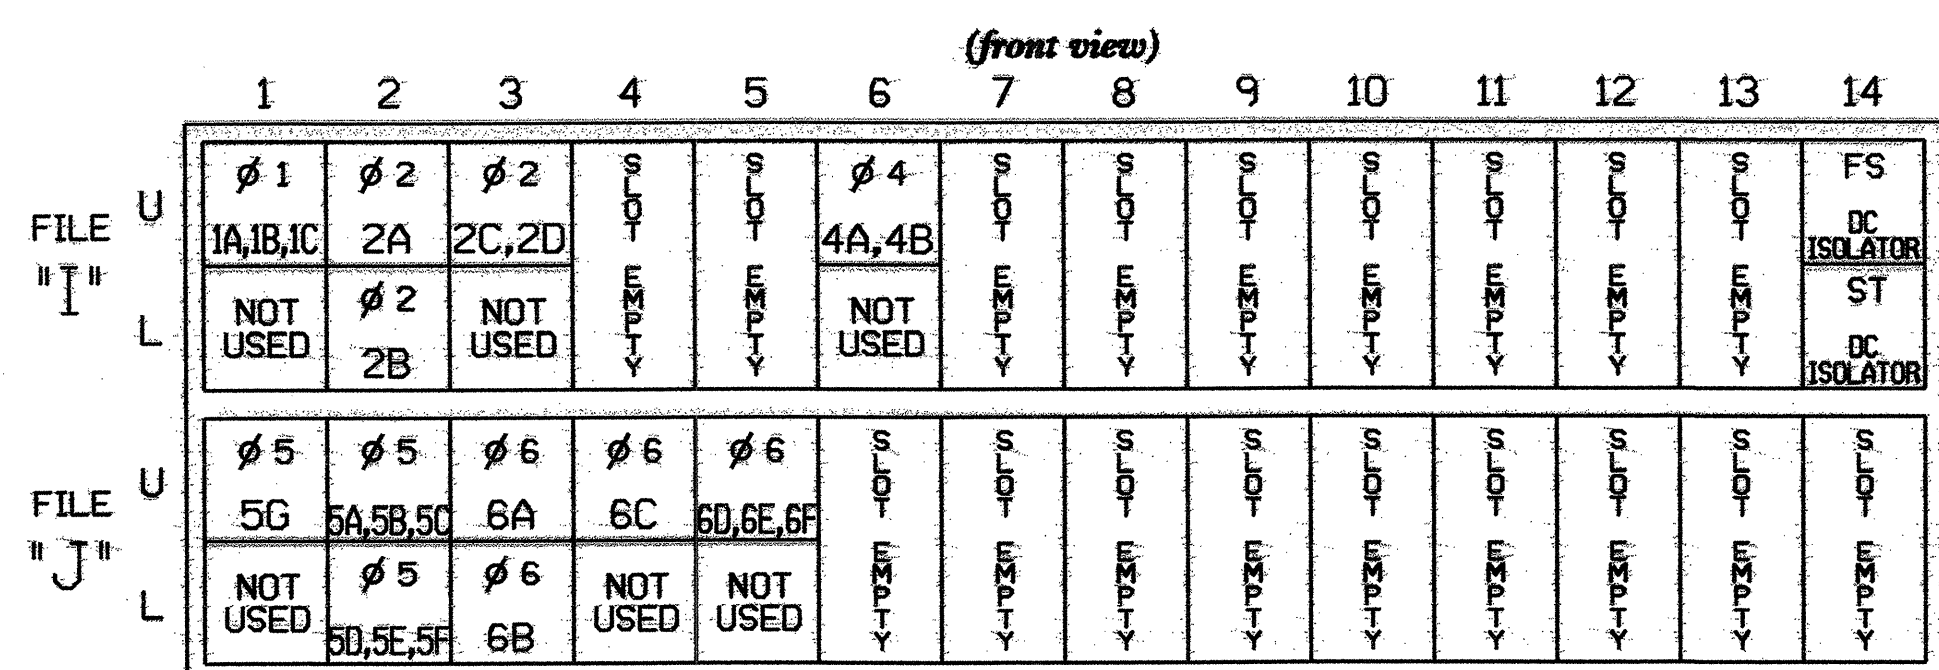 (front view)
1 2 3 4 5 6 7 8 9 10 11 12 13 14
FILE "I"
U
Ø 1
1A,1B,1C
Ø 2
2A
Ø 2
2C,2D
SLOT EMPTY
SLOT EMPTY
Ø 4
4A,4B
SLOT EMPTY
SLOT EMPTY
SLOT EMPTY
SLOT EMPTY
SLOT EMPTY
SLOT EMPTY
SLOT EMPTY
FS
DC
ISOLATOR
L
NOT
USED
Ø 2
2B
NOT
USED
NOT
USED
ST
DC
ISOLATOR
FILE "J"
U
Ø 5
5G
Ø 5
5A,5B,5C
Ø 6
6A
Ø 6
6C
Ø 6
6D,6E,6F
SLOT EMPTY
SLOT EMPTY
SLOT EMPTY
SLOT EMPTY
SLOT EMPTY
SLOT EMPTY
SLOT EMPTY
SLOT EMPTY
SLOT EMPTY
L
NOT
USED
Ø 5
5D,5E,5F
Ø 6
6B
NOT
USED
NOT
USED